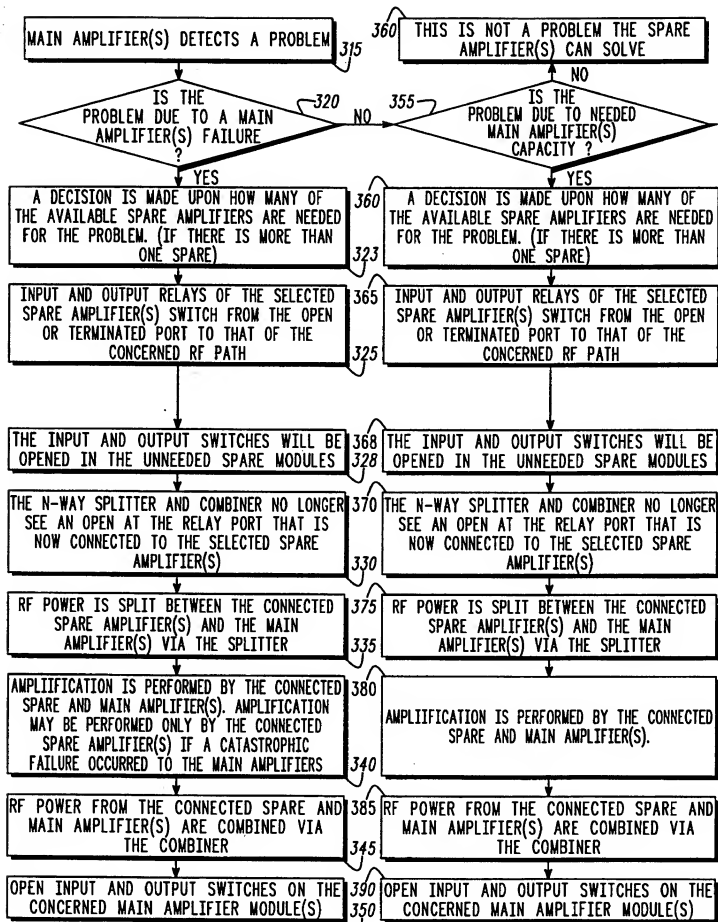 MAIN AMPLIFIER(S) DETECTS A PROBLEM
315
360
THIS IS NOT A PROBLEM THE SPARE
AMPLIFIER(S) CAN SOLVE
NO
IS THE
PROBLEM DUE TO A MAIN
AMPLIFIER(S) FAILURE
?
320
NO
355
IS THE
PROBLEM DUE TO NEEDED
MAIN AMPLIFIER(S)
CAPACITY ?
YES
YES
A DECISION IS MADE UPON HOW MANY OF
THE AVAILABLE SPARE AMPLIFIERS ARE NEEDED
FOR THE PROBLEM. (IF THERE IS MORE THAN
ONE SPARE)
323
360
A DECISION IS MADE UPON HOW MANY OF
THE AVAILABLE SPARE AMPLIFIERS ARE NEEDED
FOR THE PROBLEM. (IF THERE IS MORE THAN
ONE SPARE)
INPUT AND OUTPUT RELAYS OF THE SELECTED
SPARE AMPLIFIER(S) SWITCH FROM THE OPEN
OR TERMINATED PORT TO THAT OF THE
CONCERNED RF PATH
325
365
INPUT AND OUTPUT RELAYS OF THE SELECTED
SPARE AMPLIFIER(S) SWITCH FROM THE OPEN
OR TERMINATED PORT TO THAT OF THE
CONCERNED RF PATH
THE INPUT AND OUTPUT SWITCHES WILL BE
OPENED IN THE UNNEEDED SPARE MODULES
328
368
THE INPUT AND OUTPUT SWITCHES WILL BE
OPENED IN THE UNNEEDED SPARE MODULES
THE N-WAY SPLITTER AND COMBINER NO LONGER
SEE AN OPEN AT THE RELAY PORT THAT IS
NOW CONNECTED TO THE SELECTED SPARE
AMPLIFIER(S)
330
370
THE N-WAY SPLITTER AND COMBINER NO LONGER
SEE AN OPEN AT THE RELAY PORT THAT IS
NOW CONNECTED TO THE SELECTED SPARE
AMPLIFIER(S)
RF POWER IS SPLIT BETWEEN THE CONNECTED
SPARE AMPLIFIER(S) AND THE MAIN
AMPLIFIER(S) VIA THE SPLITTER
335
375
RF POWER IS SPLIT BETWEEN THE CONNECTED
SPARE AMPLIFIER(S) AND THE MAIN
AMPLIFIER(S) VIA THE SPLITTER
AMPLIIFICATION IS PERFORMED BY THE CONNECTED
SPARE AND MAIN AMPLIFIER(S). AMPLIFICATION
MAY BE PERFORMED ONLY BY THE CONNECTED
SPARE AMPLIFIER(S) IF A CATASTROPHIC
FAILURE OCCURRED TO THE MAIN AMPLIFIERS
340
380
AMPLIIFICATION IS PERFORMED BY THE CONNECTED
SPARE AND MAIN AMPLIFIER(S).
RF POWER FROM THE CONNECTED SPARE AND
MAIN AMPLIFIER(S) ARE COMBINED VIA
THE COMBINER
345
385
RF POWER FROM THE CONNECTED SPARE AND
MAIN AMPLIFIER(S) ARE COMBINED VIA
THE COMBINER
OPEN INPUT AND OUTPUT SWITCHES ON THE
CONCERNED MAIN AMPLIFIER MODULE(S)
350
390
OPEN INPUT AND OUTPUT SWITCHES ON THE
CONCERNED MAIN AMPLIFIER MODULE(S)